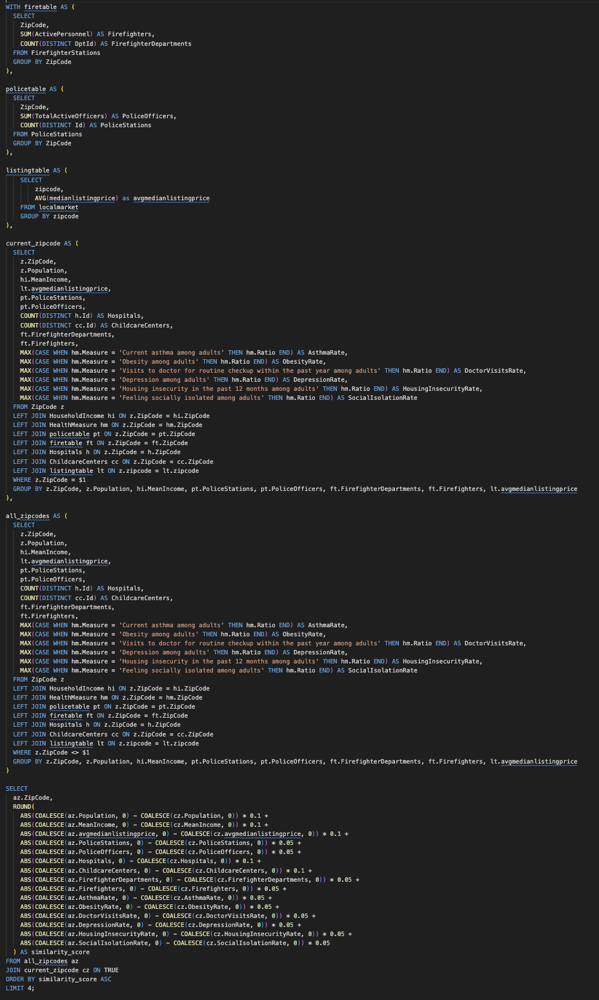 WITH firetable AS (
SELECT
ZipCode,
SUM(ActivePersonnel) AS Firefighters,
COUNT(DISTINCT DptId) AS FirefighterDepartments
FROM FirefighterStations
GROUP BY ZipCode
),
policetable AS (
SELECT
ZipCode,
SUM(TotalActiveOfficers) AS PoliceOfficers,
COUNT(DISTINCT Id) AS PoliceStations
FROM PoliceStations
GROUP BY ZipCode
),
listingtable AS (
SELECT
zipcode,
AVG(medianlistingprice) as avgmedianlistingprice
FROM localmarket
GROUP BY zipcode
),
current_zipcode AS (
SELECT
z.ZipCode,
z.Population,
hi.MeanIncome,
lt.avgmedianlistingprice,
pt.PoliceStations,
pt.PoliceOfficers,
COUNT(DISTINCT h.Id) AS Hospitals,
COUNT(DISTINCT cc.Id) AS ChildcareCenters,
ft.FirefighterDepartments,
ft.Firefighters,
MAX(CASE WHEN hm.Measure = 'Current asthma among adults' THEN hm.Ratio END) AS AsthmaRate,
MAX(CASE WHEN hm.Measure = 'Obesity among adults' THEN hm.Ratio END) AS ObesityRate,
MAX(CASE WHEN hm.Measure = 'Visits to doctor for routine checkup within the past year among adults' THEN hm.Ratio END) AS DoctorVisitsRate,
MAX(CASE WHEN hm.Measure = 'Depression among adults' THEN hm.Ratio END) AS DepressionRate,
MAX(CASE WHEN hm.Measure = 'Housing insecurity in the past 12 months among adults' THEN hm.Ratio END) AS HousingInsecurityRate,
MAX(CASE WHEN hm.Measure = 'Feeling socially isolated among adults' THEN hm.Ratio END) AS SocialIsolationRate
FROM ZipCode z
LEFT JOIN HouseholdIncome hi ON z.ZipCode = hi.ZipCode
LEFT JOIN HealthMeasure hm ON z.ZipCode = hm.ZipCode
LEFT JOIN policetable pt ON z.ZipCode = pt.ZipCode
LEFT JOIN firetable ft ON z.ZipCode = ft.ZipCode
LEFT JOIN Hospitals h ON z.ZipCode = h.ZipCode
LEFT JOIN ChildcareCenters cc ON z.ZipCode = cc.ZipCode
LEFT JOIN listingtable lt ON z.zipcode = lt.zipcode
WHERE z.ZipCode = $1
GROUP BY z.ZipCode, z.Population, hi.MeanIncome, pt.PoliceStations, pt.PoliceOfficers, ft.FirefighterDepartments, ft.Firefighters, lt.avgmedianlistingprice
),
all_zipcodes AS (
SELECT
z.ZipCode,
z.Population,
hi.MeanIncome,
lt.avgmedianlistingprice,
pt.PoliceStations,
pt.PoliceOfficers,
COUNT(DISTINCT h.Id) AS Hospitals,
COUNT(DISTINCT cc.Id) AS ChildcareCenters,
ft.FirefighterDepartments,
ft.Firefighters,
MAX(CASE WHEN hm.Measure = 'Current asthma among adults' THEN hm.Ratio END) AS AsthmaRate,
MAX(CASE WHEN hm.Measure = 'Obesity among adults' THEN hm.Ratio END) AS ObesityRate,
MAX(CASE WHEN hm.Measure = 'Visits to doctor for routine checkup within the past year among adults' THEN hm.Ratio END) AS DoctorVisitsRate,
MAX(CASE WHEN hm.Measure = 'Depression among adults' THEN hm.Ratio END) AS DepressionRate,
MAX(CASE WHEN hm.Measure = 'Housing insecurity in the past 12 months among adults' THEN hm.Ratio END) AS HousingInsecurityRate,
MAX(CASE WHEN hm.Measure = 'Feeling socially isolated among adults' THEN hm.Ratio END) AS SocialIsolationRate
FROM ZipCode z
LEFT JOIN HouseholdIncome hi ON z.ZipCode = hi.ZipCode
LEFT JOIN HealthMeasure hm ON z.ZipCode = hm.ZipCode
LEFT JOIN policetable pt ON z.ZipCode = pt.ZipCode
LEFT JOIN firetable ft ON z.ZipCode = ft.ZipCode
LEFT JOIN Hospitals h ON z.ZipCode = h.ZipCode
LEFT JOIN ChildcareCenters cc ON z.ZipCode = cc.ZipCode
LEFT JOIN listingtable lt ON z.zipcode = lt.zipcode
WHERE z.ZipCode <> $1
GROUP BY z.ZipCode, z.Population, hi.MeanIncome, pt.PoliceStations, pt.PoliceOfficers, ft.FirefighterDepartments, ft.Firefighters, lt.avgmedianlistingprice
)
SELECT
az.ZipCode,
ROUND(
ABS(COALESCE(az.Population, 0) - COALESCE(cz.Population, 0)) * 0.1 +
ABS(COALESCE(az.MeanIncome, 0) - COALESCE(cz.MeanIncome, 0)) * 0.1 +
ABS(COALESCE(az.avgmedianlistingprice, 0) - COALESCE(cz.avgmedianlistingprice, 0)) * 0.1 +
ABS(COALESCE(az.PoliceStations, 0) - COALESCE(cz.PoliceStations, 0)) * 0.05 +
ABS(COALESCE(az.PoliceOfficers, 0) - COALESCE(cz.PoliceOfficers, 0)) * 0.05 +
ABS(COALESCE(az.Hospitals, 0) - COALESCE(cz.Hospitals, 0)) * 0.1 +
ABS(COALESCE(az.ChildcareCenters, 0) - COALESCE(cz.ChildcareCenters, 0)) * 0.1 +
ABS(COALESCE(az.FirefighterDepartments, 0) - COALESCE(cz.FirefighterDepartments, 0)) * 0.05 +
ABS(COALESCE(az.Firefighters, 0) - COALESCE(cz.Firefighters, 0)) * 0.05 +
ABS(COALESCE(az.AsthmaRate, 0) - COALESCE(cz.AsthmaRate, 0)) * 0.05 +
ABS(COALESCE(az.ObesityRate, 0) - COALESCE(cz.ObesityRate, 0)) * 0.05 +
ABS(COALESCE(az.DoctorVisitsRate, 0) - COALESCE(cz.DoctorVisitsRate, 0)) * 0.05 +
ABS(COALESCE(az.DepressionRate, 0) - COALESCE(cz.DepressionRate, 0)) * 0.05 +
ABS(COALESCE(az.HousingInsecurityRate, 0) - COALESCE(cz.HousingInsecurityRate, 0)) * 0.05 +
ABS(COALESCE(az.SocialIsolationRate, 0) - COALESCE(cz.SocialIsolationRate, 0)) * 0.05
) AS similarity_score
FROM all_zipcodes az
JOIN current_zipcode cz ON TRUE
ORDER BY similarity_score ASC
LIMIT 4;